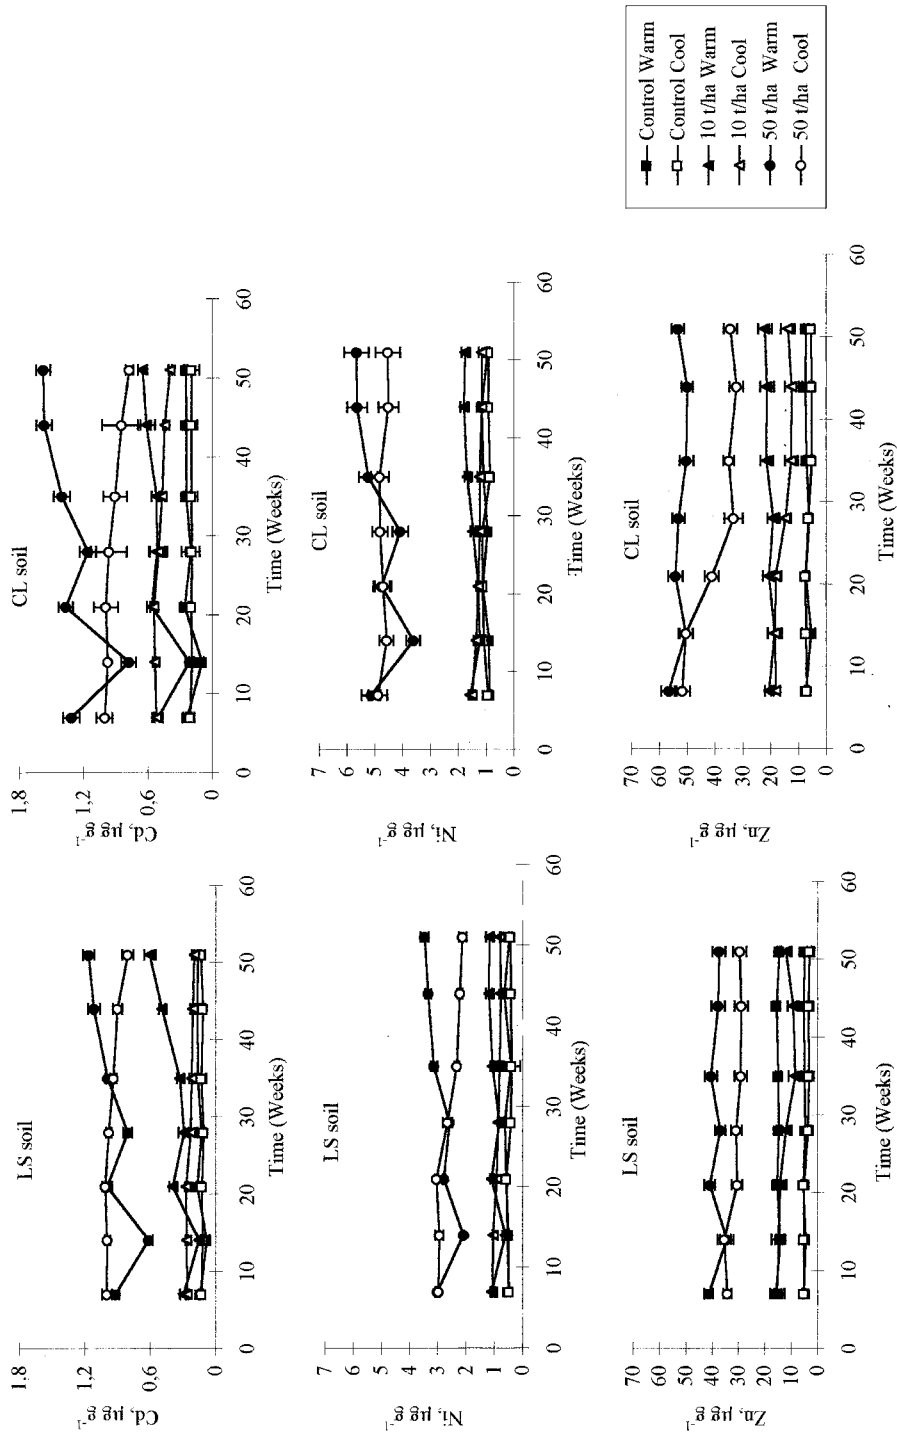 LS soil
Cd, µg g⁻¹
1,8
1,2
0,6
0
0 10 20 30 40 50 60
Time (Weeks)
CL soil
Cd, µg g⁻¹
1,8
1,2
0,6
0
0 10 20 30 40 50 60
Time (Weeks)
LS soil
Ni, µg g⁻¹
7
6
5
4
3
2
1
0
0 10 20 30 40 50 60
Time (Weeks)
CL soil
Ni, µg g⁻¹
7
6
5
4
3
2
1
0
0 10 20 30 40 50 60
Time (Weeks)
LS soil
Zn, µg g⁻¹
70
60
50
40
30
20
10
0
0 10 20 30 40 50 60
Time (Weeks)
CL soil
Zn, µg g⁻¹
70
60
50
40
30
20
10
0
0 10 20 30 40 50 60
Time (Weeks)
Control Warm
Control Cool
10 t/ha Warm
10 t/ha Cool
50 t/ha Warm
50 t/ha Cool